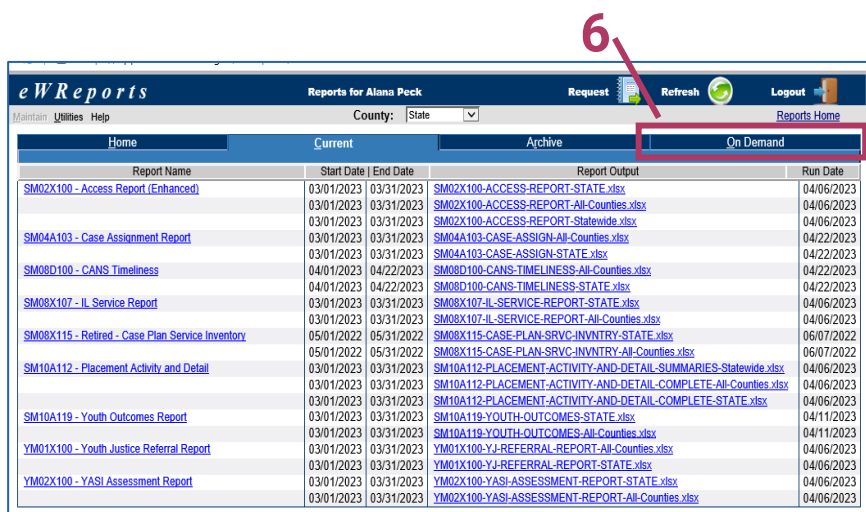 6
eWReports Reports for Alana Peck Request Refresh Logout
Maintain Utilities Help County: State Reports Home
Home Current Archive On Demand
Report Name Start Date | End Date Report Output Run Date
SM02X100 - Access Report (Enhanced) 03/01/2023 03/31/2023 SM02X100-ACCESS-REPORT-STATE.xlsx 04/06/2023
03/01/2023 03/31/2023 SM02X100-ACCESS-REPORT-All-Counties.xlsx 04/06/2023
03/01/2023 03/31/2023 SM02X100-ACCESS-REPORT-Statewide.xlsx 04/06/2023
SM04A103 - Case Assignment Report 03/01/2023 03/31/2023 SM04A103-CASE-ASSIGN-All-Counties.xlsx 04/22/2023
03/01/2023 03/31/2023 SM04A103-CASE-ASSIGN-STATE.xlsx 04/22/2023
SM08D100 - CANS Timeliness 04/01/2023 04/22/2023 SM08D100-CANS-TIMELINESS-All-Counties.xlsx 04/22/2023
04/01/2023 04/22/2023 SM08D100-CANS-TIMELINESS-STATE.xlsx 04/22/2023
SM08X107 - IL Service Report 03/01/2023 03/31/2023 SM08X107-IL-SERVICE-REPORT-STATE.xlsx 04/06/2023
03/01/2023 03/31/2023 SM08X107-IL-SERVICE-REPORT-All-Counties.xlsx 04/06/2023
SM08X115 - Retired - Case Plan Service Inventory 05/01/2022 05/31/2022 SM08X115-CASE-PLAN-SRVC-INVNTRY-STATE.xlsx 06/07/2022
05/01/2022 05/31/2022 SM08X115-CASE-PLAN-SRVC-INVNTRY-All-Counties.xlsx 06/07/2022
SM10A112 - Placement Activity and Detail 03/01/2023 03/31/2023 SM10A112-PLACEMENT-ACTIVITY-AND-DETAIL-SUMMARIES-Statewide.xlsx 04/06/2023
03/01/2023 03/31/2023 SM10A112-PLACEMENT-ACTIVITY-AND-DETAIL-COMPLETE-All-Counties.xlsx 04/06/2023
03/01/2023 03/31/2023 SM10A112-PLACEMENT-ACTIVITY-AND-DETAIL-COMPLETE-STATE.xlsx 04/06/2023
SM10A119 - Youth Outcomes Report 03/01/2023 03/31/2023 SM10A119-YOUTH-OUTCOMES-STATE.xlsx 04/11/2023
03/01/2023 03/31/2023 SM10A119-YOUTH-OUTCOMES-All-Counties.xlsx 04/11/2023
YM01X100 - Youth Justice Referral Report 03/01/2023 03/31/2023 YM01X100-YJ-REFERRAL-REPORT-All-Counties.xlsx 04/06/2023
03/01/2023 03/31/2023 YM01X100-YJ-REFERRAL-REPORT-STATE.xlsx 04/06/2023
YM02X100 - YASI Assessment Report 03/01/2023 03/31/2023 YM02X100-YASI-ASSESSMENT-REPORT-STATE.xlsx 04/06/2023
03/01/2023 03/31/2023 YM02X100-YASI-ASSESSMENT-REPORT-All-Counties.xlsx 04/06/2023